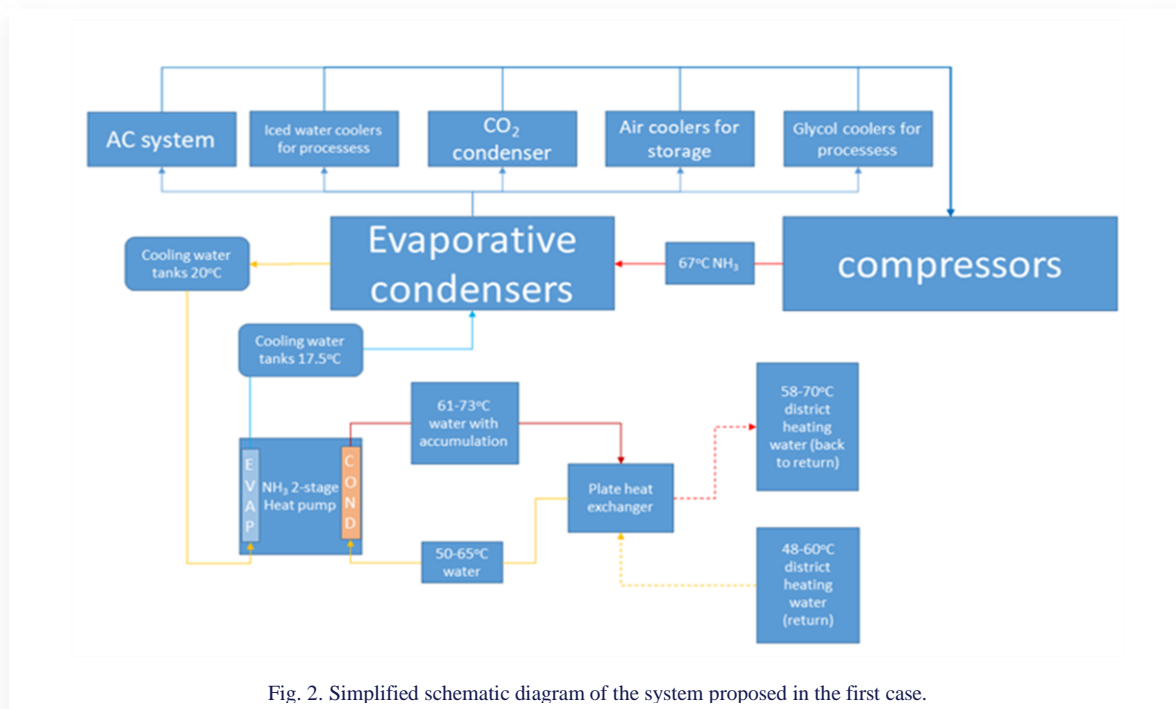 AC system
Iced water coolers
for processess
CO₂
condenser
Air coolers for
storage
Glycol coolers for
processess
Cooling water
tanks 20°C
Evaporative
condensers
67°C NH₃
compressors
Cooling water
tanks 17.5°C
61-73°C
water with
accumulation
58-70°C
district
heating
water (back
to return)
E
V
A
P
NH₃ 2-stage
Heat pump
C
O
N
D
Plate heat
exchanger
50-65°C
water
48-60°C
district
heating
water
(return)
Fig. 2. Simplified schematic diagram of the system proposed in the first case.